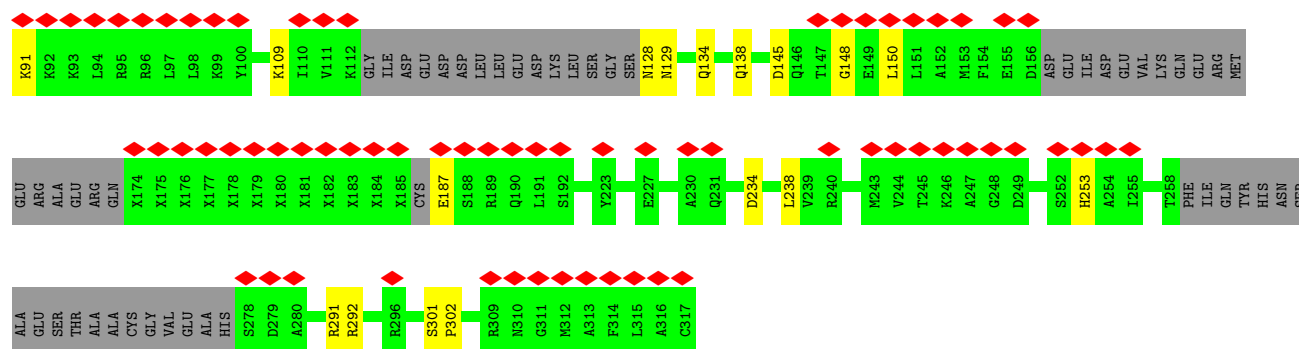 K91 K92 K93 L94 R95 R96 L97 L98 K99 Y100 K109 I110 V111 K112 GLY ILE ASP GLU ASP ASP LEU LEU GLU ASP LYS LEU SER GLY SER N128 N129 Q134 Q138 D145 Q146 T147 G148 E149 L150 L151 A152 M153 F154 E155 D156 ASP GLU ILE ASP GLU VAL LYS GLN GLU ARG MET
GLU ARG ALA GLU ARG GLN X174 X175 X176 X177 X178 X179 X180 X181 X182 X183 X184 X185 CYS E187 S188 R189 Q190 L191 S192 Y223 E227 A230 Q231 D234 L238 V239 R240 M243 V244 T245 K246 A247 G248 D249 S252 H253 A254 I255 T258 PHE ILE GLN TYR HIS ASN SER
ALA GLU SER THR ALA ALA CYS GLY VAL GLU ALA HIS S278 D279 A280 R291 R292 R296 S301 P302 R309 N310 G311 M312 A313 F314 L315 A316 C317